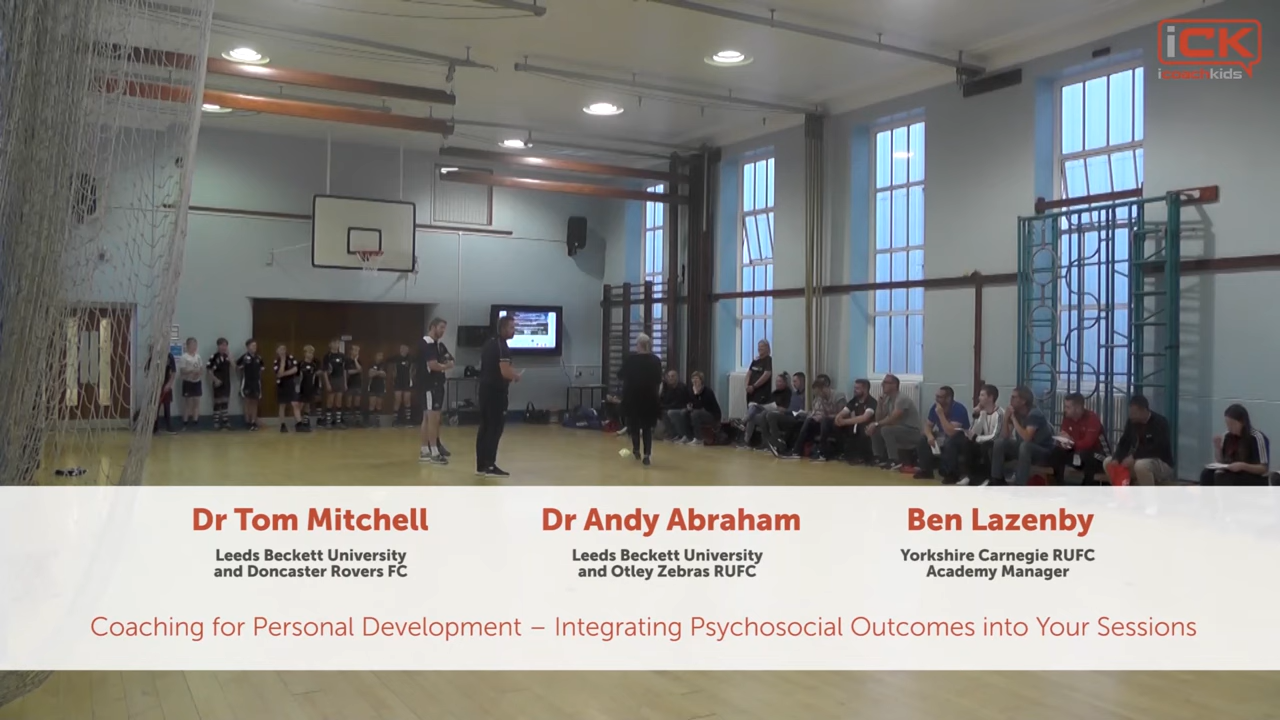 iCK
icoachkids
Dr Tom Mitchell
Leeds Beckett University
and Doncaster Rovers FC
Dr Andy Abraham
Leeds Beckett University
and Otley Zebras RUFC
Ben Lazenby
Yorkshire Carnegie RUFC
Academy Manager
Coaching for Personal Development – Integrating Psychosocial Outcomes into Your Sessions